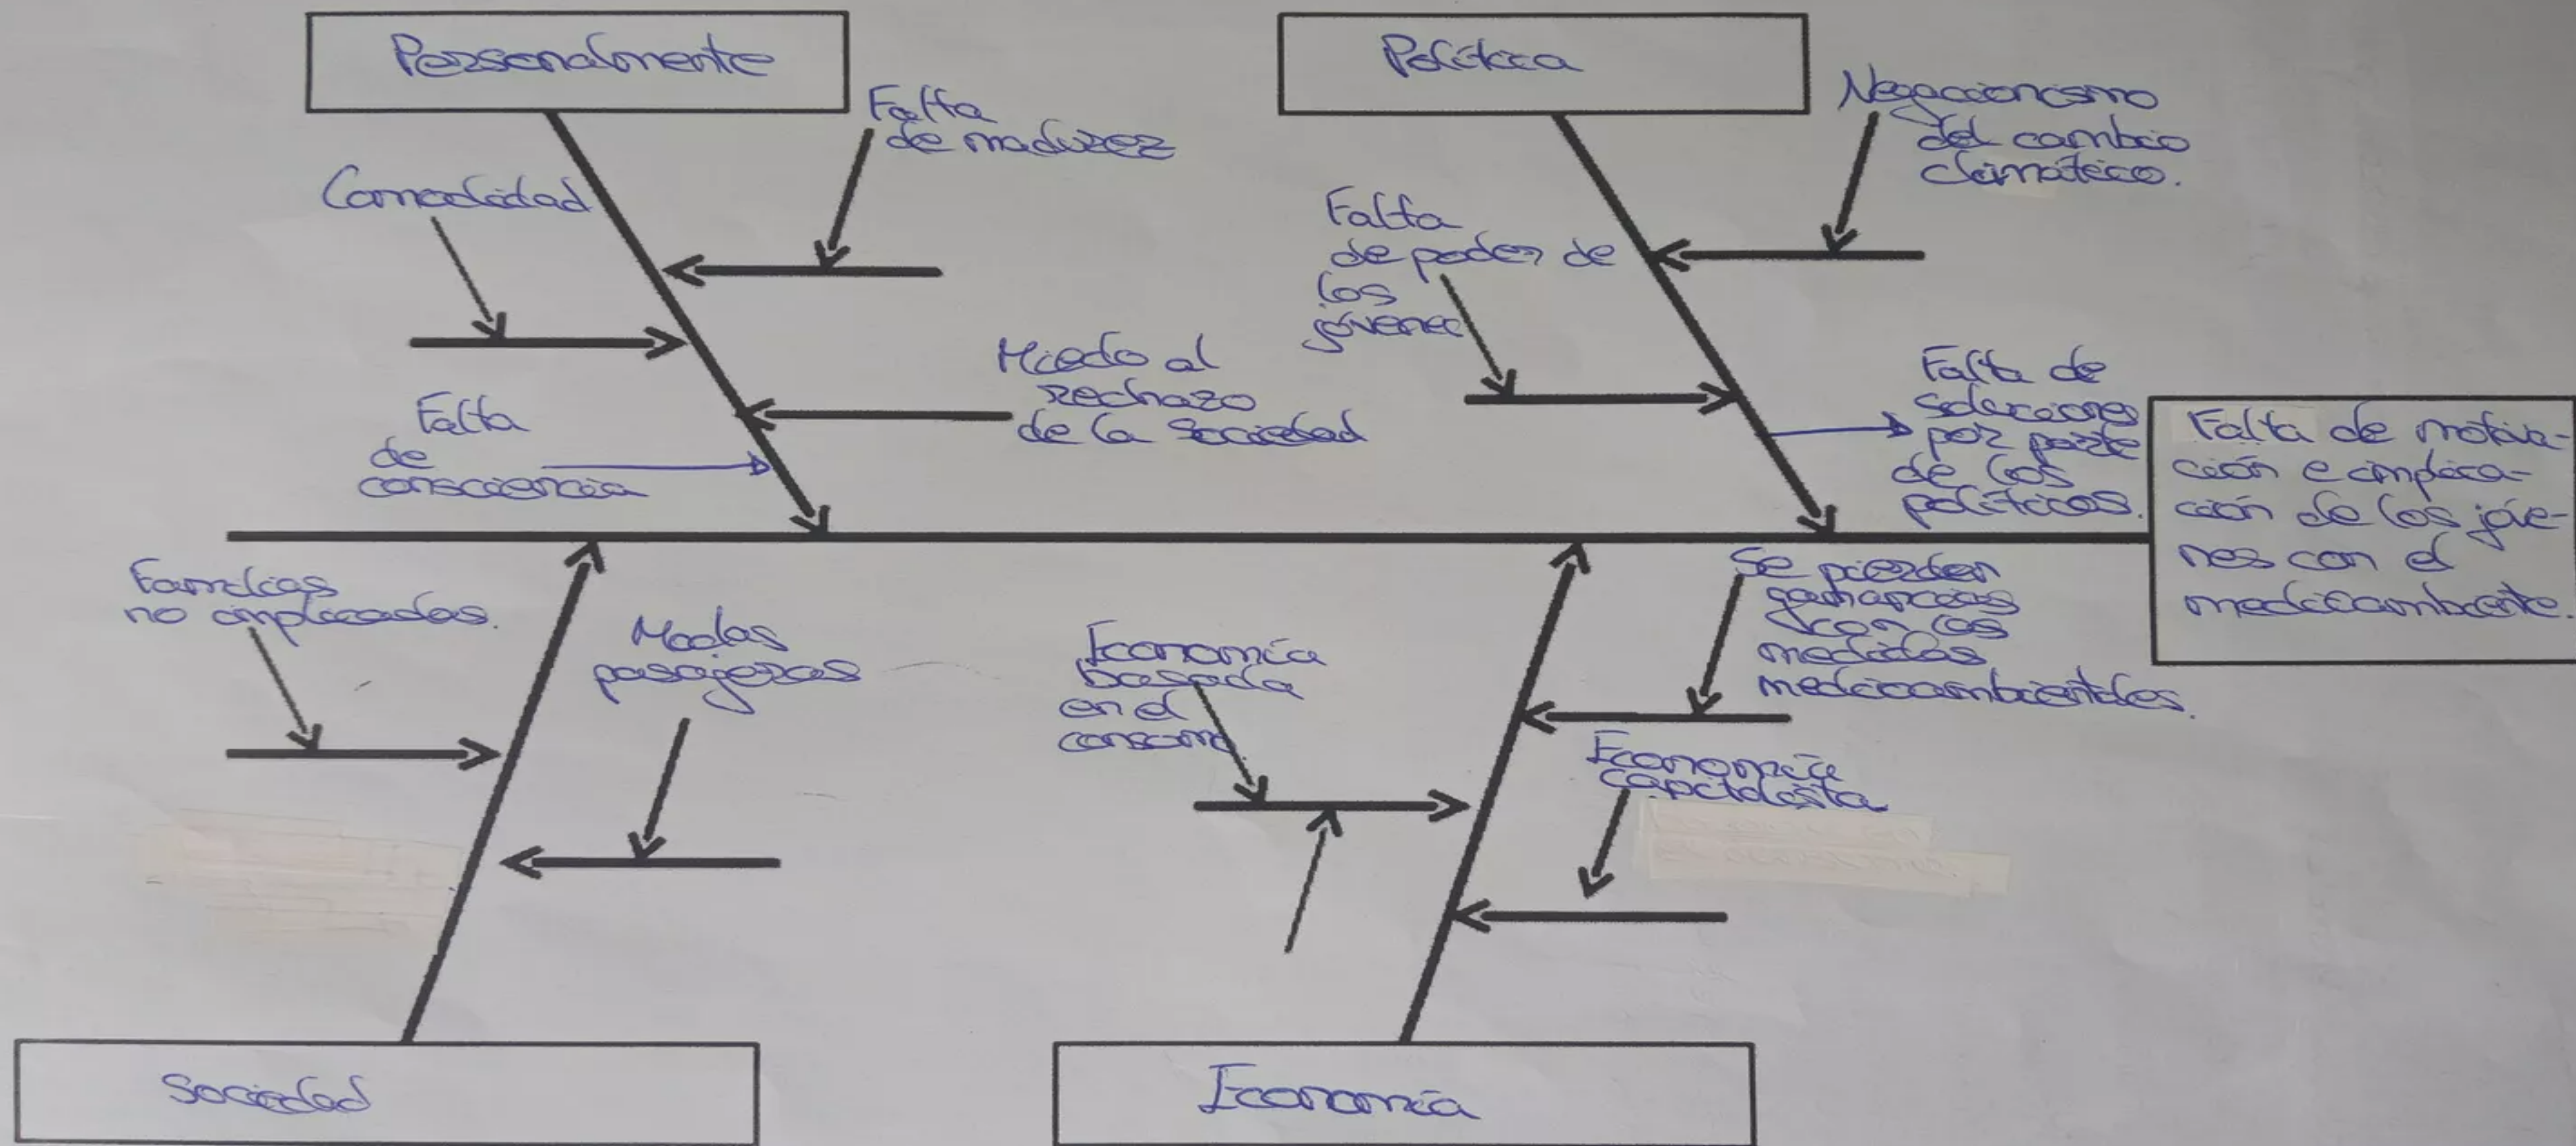 Personalmente
Política
Falta
de madurez
Negacionismo
del cambio
climático.
Comodidad
Falta
de poder de
los
jóvenes
Miedo al
rechazo
de la sociedad
Falta
de
consciencia
Falta de
soluciones
por parte
de los
políticos.
Falta de motiva-
ción e implica-
ción de los jóve-
nes con el
medioambiente.
Familias
no implicadas.
Modas
pasajeras
Economía
basada
en el
consumo
Se pierden
ganancias
con las
medidas
medioambientales.
Economía
capitalista
Sociedad
Economía